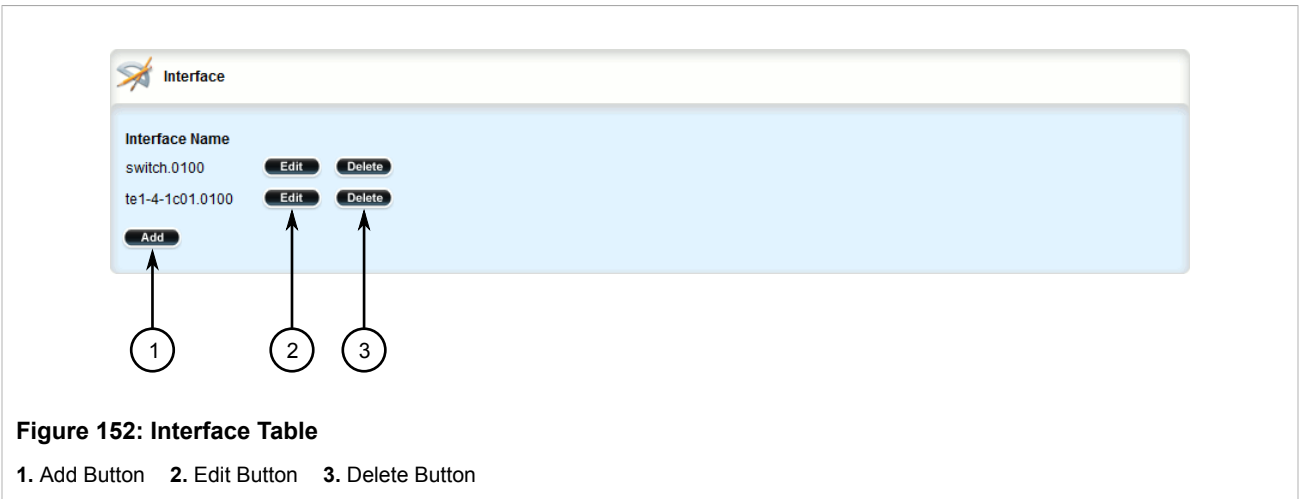 Interface
Interface Name
switch.0100 Edit Delete
te1-4-1c01.0100 Edit Delete
Add
1 2 3
Figure 152: Interface Table
1. Add Button 2. Edit Button 3. Delete Button